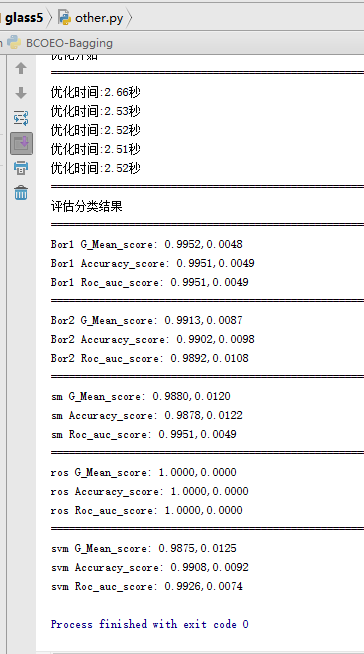 glass5
other.py
BCOEO-Bagging
优化开始
优化时间:2.66秒
优化时间:2.53秒
优化时间:2.52秒
优化时间:2.51秒
优化时间:2.52秒
评估分类结果
Bor1 G_Mean_score: 0.9952,0.0048
Bor1 Accuracy_score: 0.9951,0.0049
Bor1 Roc_auc_score: 0.9951,0.0049
Bor2 G_Mean_score: 0.9913,0.0087
Bor2 Accuracy_score: 0.9902,0.0098
Bor2 Roc_auc_score: 0.9892,0.0108
sm G_Mean_score: 0.9880,0.0120
sm Accuracy_score: 0.9878,0.0122
sm Roc_auc_score: 0.9951,0.0049
ros G_Mean_score: 1.0000,0.0000
ros Accuracy_score: 1.0000,0.0000
ros Roc_auc_score: 1.0000,0.0000
svm G_Mean_score: 0.9875,0.0125
svm Accuracy_score: 0.9908,0.0092
svm Roc_auc_score: 0.9926,0.0074
Process finished with exit code 0